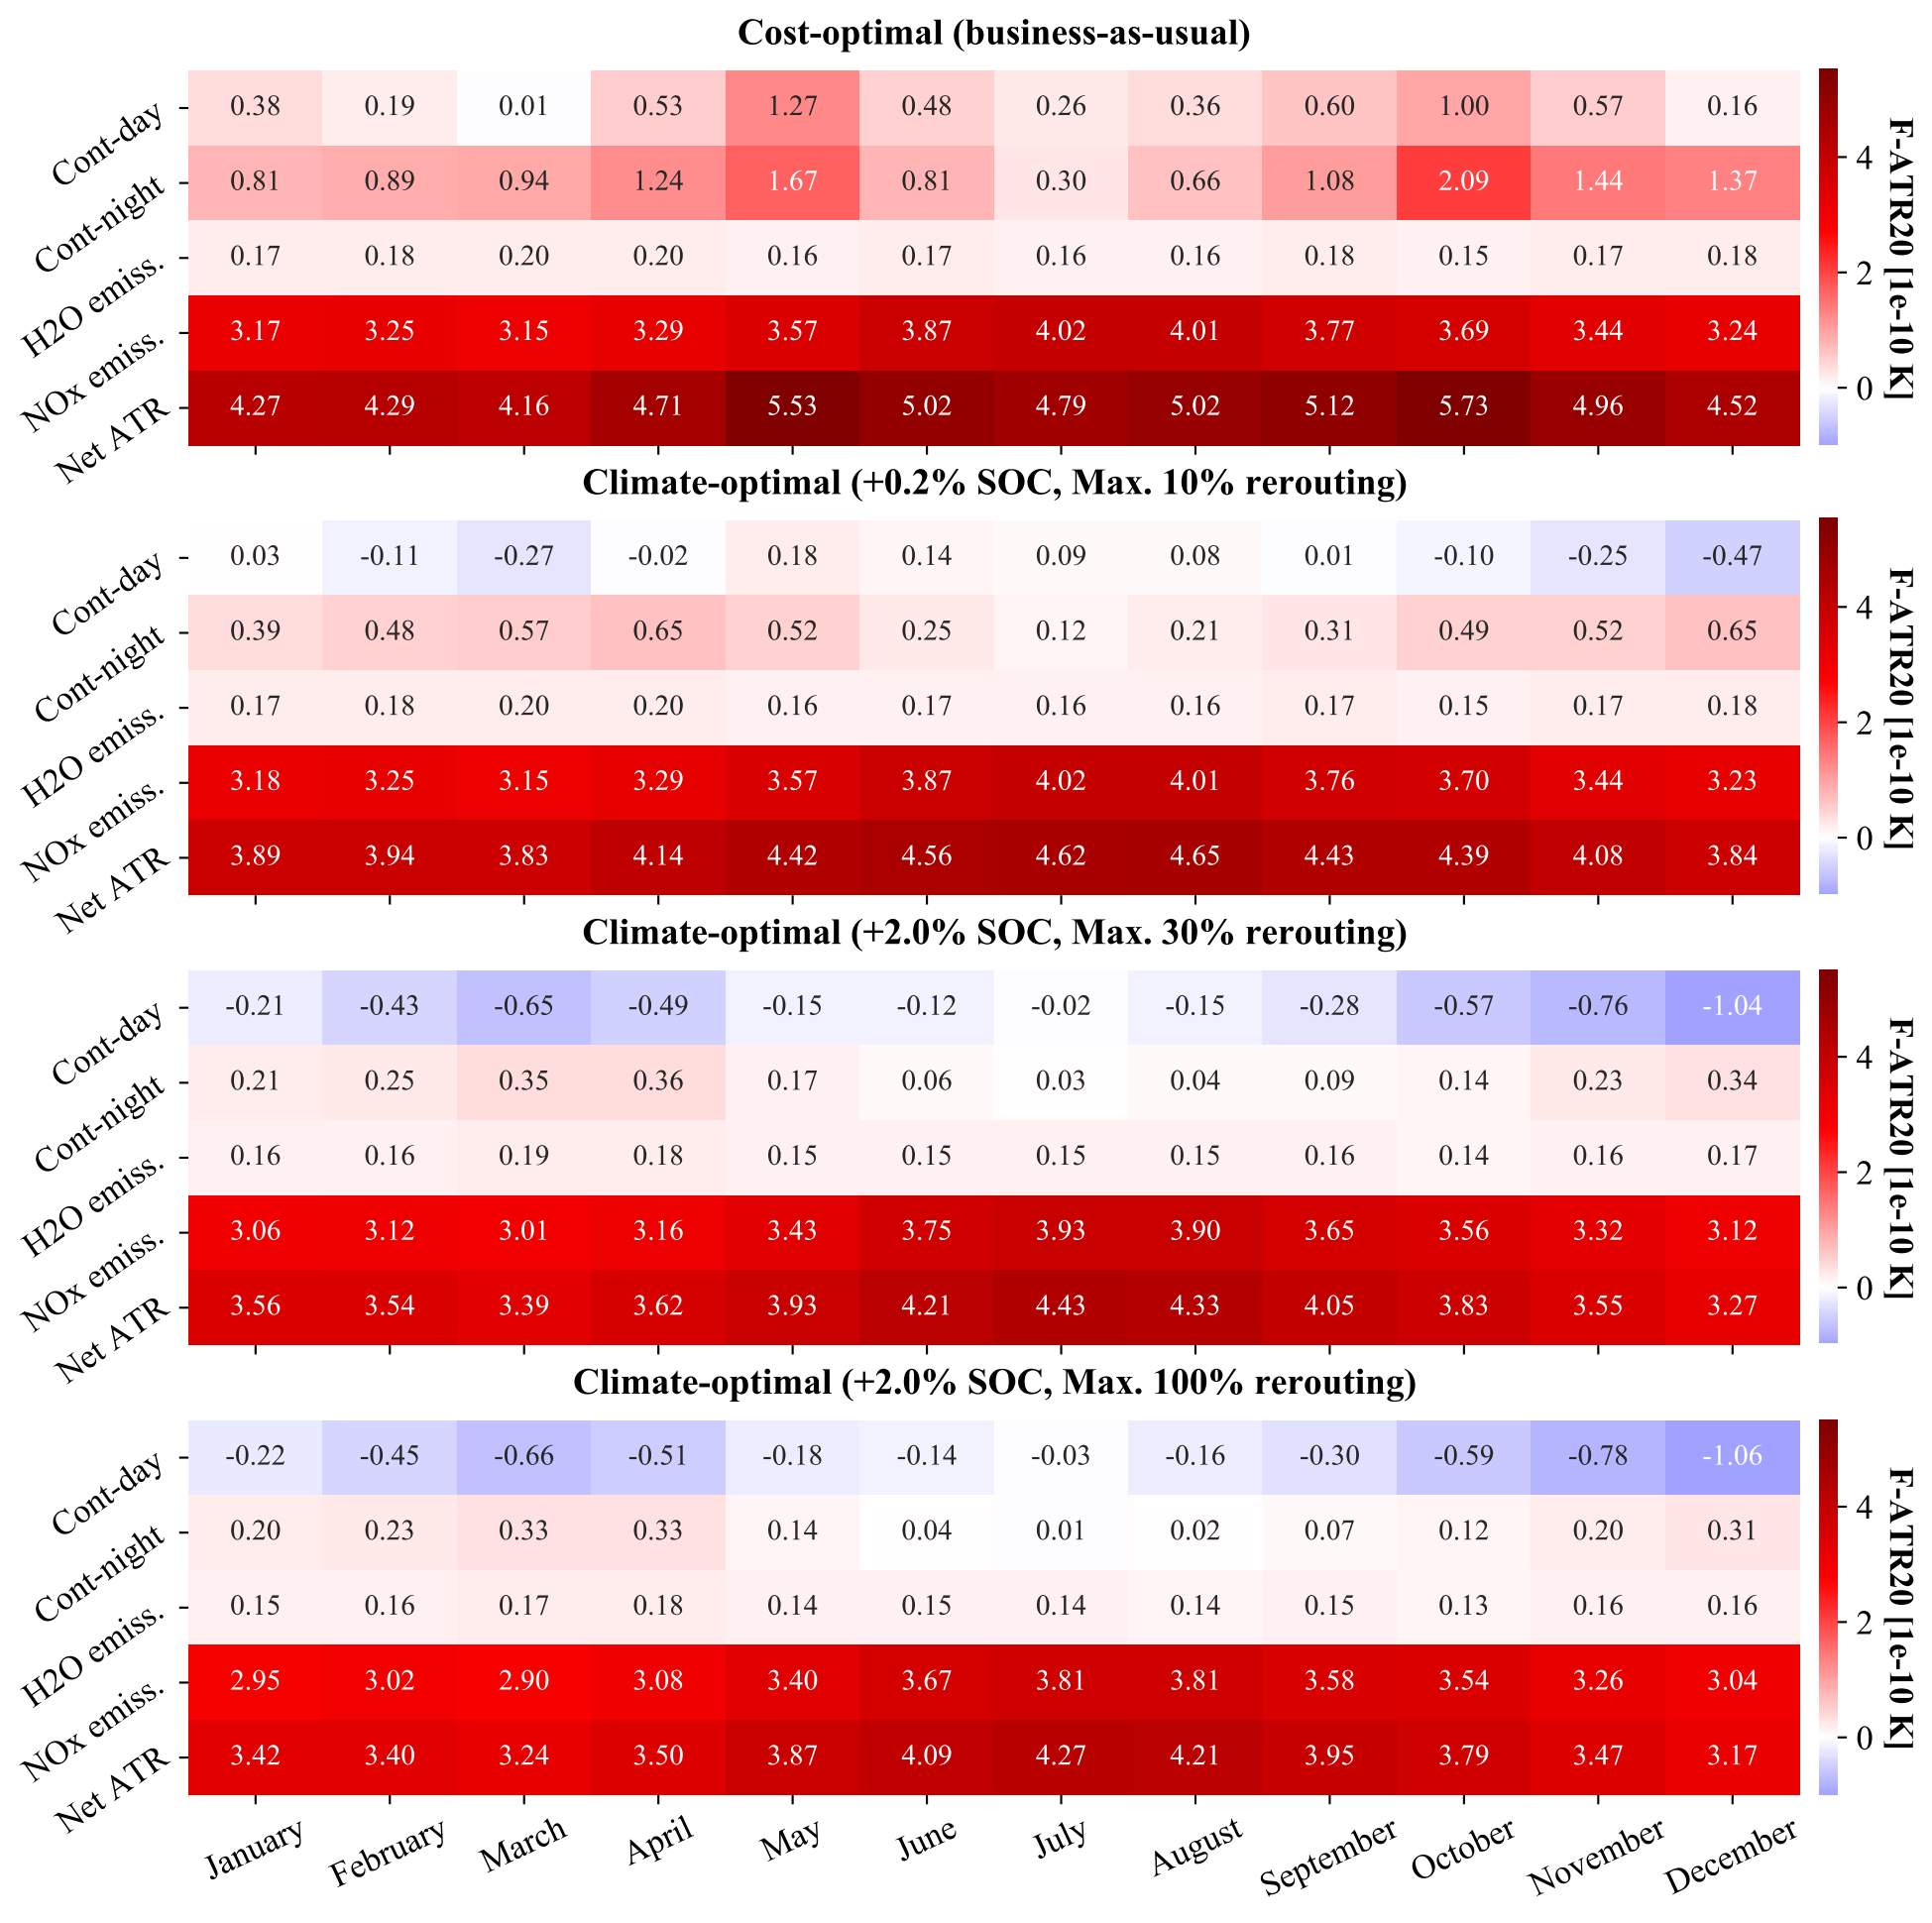 Cost-optimal (business-as-usual)
Cont-day 0.38 0.19 0.01 0.53 1.27 0.48 0.26 0.36 0.60 1.00 0.57 0.16
Cont-night 0.81 0.89 0.94 1.24 1.67 0.81 0.30 0.66 1.08 2.09 1.44 1.37
H2O emiss. 0.17 0.18 0.20 0.20 0.16 0.17 0.16 0.16 0.18 0.15 0.17 0.18
NOx emiss. 3.17 3.25 3.15 3.29 3.57 3.87 4.02 4.01 3.77 3.69 3.44 3.24
Net ATR 4.27 4.29 4.16 4.71 5.53 5.02 4.79 5.02 5.12 5.73 4.96 4.52
4
2
0
F-ATR20 [1e-10 K]
Climate-optimal (+0.2% SOC, Max. 10% rerouting)
Cont-day 0.03 -0.11 -0.27 -0.02 0.18 0.14 0.09 0.08 0.01 -0.10 -0.25 -0.47
Cont-night 0.39 0.48 0.57 0.65 0.52 0.25 0.12 0.21 0.31 0.49 0.52 0.65
H2O emiss. 0.17 0.18 0.20 0.20 0.16 0.17 0.16 0.16 0.17 0.15 0.17 0.18
NOx emiss. 3.18 3.25 3.15 3.29 3.57 3.87 4.02 4.01 3.76 3.70 3.44 3.23
Net ATR 3.89 3.94 3.83 4.14 4.42 4.56 4.62 4.65 4.43 4.39 4.08 3.84
4
2
0
F-ATR20 [1e-10 K]
Climate-optimal (+2.0% SOC, Max. 30% rerouting)
Cont-day -0.21 -0.43 -0.65 -0.49 -0.15 -0.12 -0.02 -0.15 -0.28 -0.57 -0.76 -1.04
Cont-night 0.21 0.25 0.35 0.36 0.17 0.06 0.03 0.04 0.09 0.14 0.23 0.34
H2O emiss. 0.16 0.16 0.19 0.18 0.15 0.15 0.15 0.15 0.16 0.14 0.16 0.17
NOx emiss. 3.06 3.12 3.01 3.16 3.43 3.75 3.93 3.90 3.65 3.56 3.32 3.12
Net ATR 3.56 3.54 3.39 3.62 3.93 4.21 4.43 4.33 4.05 3.83 3.55 3.27
4
2
0
F-ATR20 [1e-10 K]
Climate-optimal (+2.0% SOC, Max. 100% rerouting)
Cont-day -0.22 -0.45 -0.66 -0.51 -0.18 -0.14 -0.03 -0.16 -0.30 -0.59 -0.78 -1.06
Cont-night 0.20 0.23 0.33 0.33 0.14 0.04 0.01 0.02 0.07 0.12 0.20 0.31
H2O emiss. 0.15 0.16 0.17 0.18 0.14 0.15 0.14 0.14 0.15 0.13 0.16 0.16
NOx emiss. 2.95 3.02 2.90 3.08 3.40 3.67 3.81 3.81 3.58 3.54 3.26 3.04
Net ATR 3.42 3.40 3.24 3.50 3.87 4.09 4.27 4.21 3.95 3.79 3.47 3.17
4
2
0
F-ATR20 [1e-10 K]
January February March April May June July August September October November December